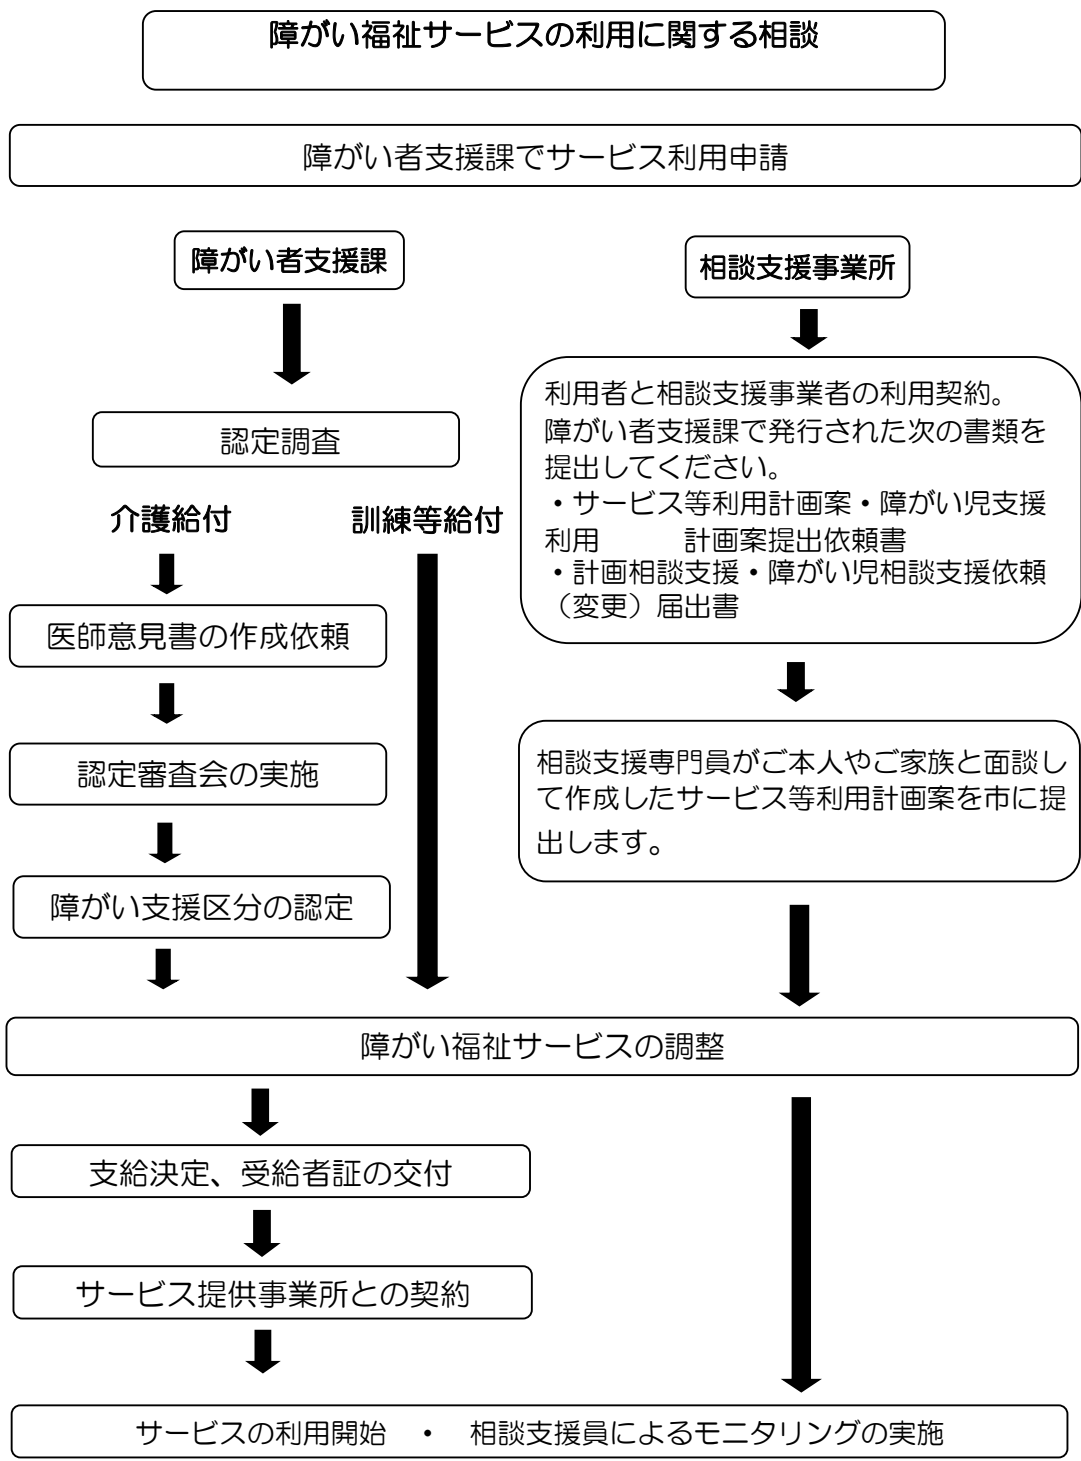 障がい福祉サービスの利用に関する相談
障がい者支援課でサービス利用申請
障がい者支援課
相談支援事業所
認定調査
利用者と相談支援事業者の利用契約。
障がい者支援課で発行された次の書類を
提出してください。
・サービス等利用計画案・障がい児支援
利用　　　計画案提出依頼書
・計画相談支援・障がい児相談支援依頼
（変更）届出書
介護給付
訓練等給付
医師意見書の作成依頼
認定審査会の実施
障がい支援区分の認定
相談支援専門員がご本人やご家族と面談し
て作成したサービス等利用計画案を市に提
出します。
障がい福祉サービスの調整
支給決定、受給者証の交付
サービス提供事業所との契約
サービスの利用開始　・　相談支援員によるモニタリングの実施